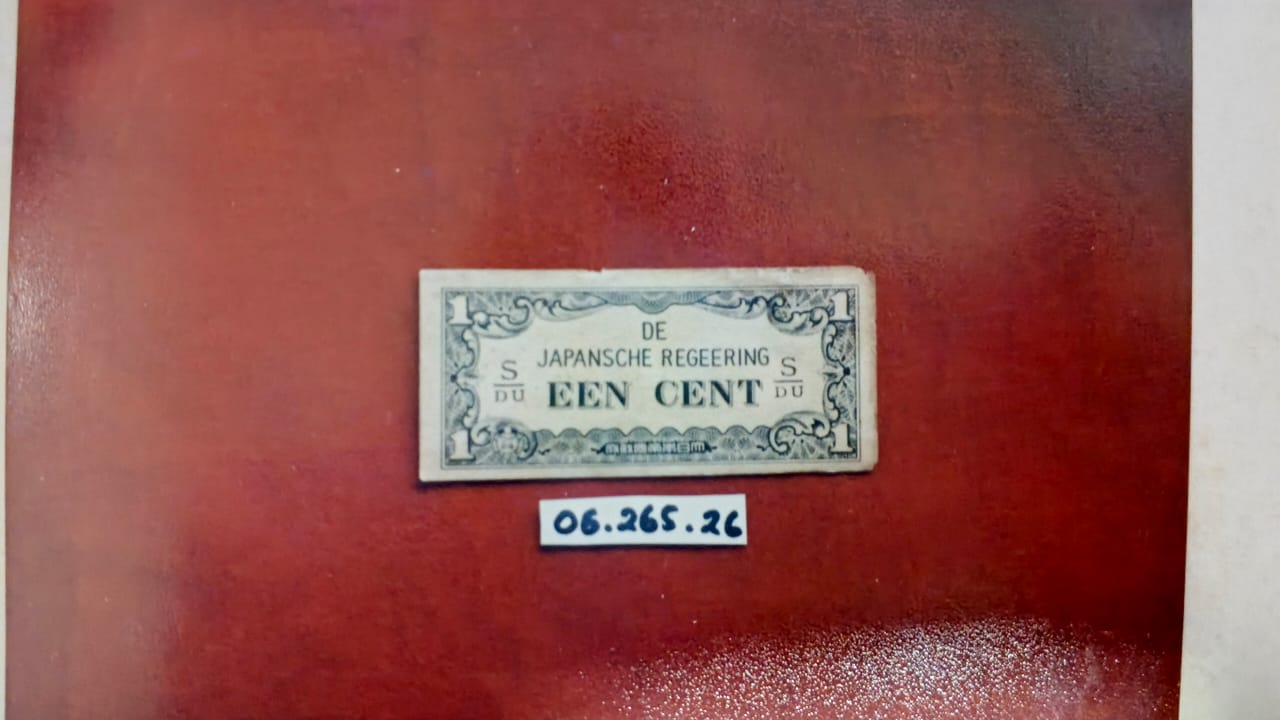 1 1
DE
JAPANSCHE REGEERING
S S
DU DU
EEN CENT
1 1
06.265.26